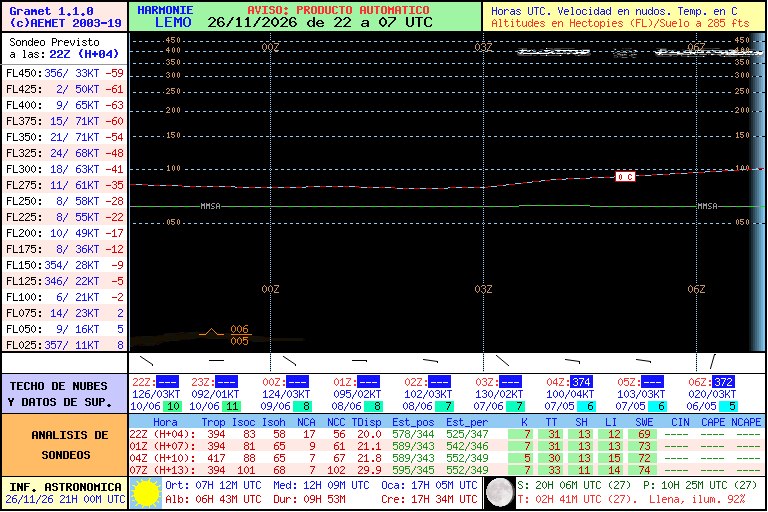 Gramet 1.1.0
(c)AEMET 2003-19
HARMONIE
LEMO
AVISO: PRODUCTO AUTOMATICO
26/11/2026 de 22 a 07 UTC
Horas UTC. Velocidad en nudos. Temp. en C
Altitudes en Hectopies (FL)/Suelo a 285 fts
Sondeo Previsto
a las: 22Z (H+04)
FL450: 356/ 33KT -59
FL425: 2/ 50KT -61
FL400: 9/ 65KT -63
FL375: 15/ 71KT -60
FL350: 21/ 71KT -54
FL325: 24/ 68KT -48
FL300: 18/ 63KT -41
FL275: 11/ 61KT -35
FL250: 8/ 58KT -28
FL225: 8/ 55KT -22
FL200: 10/ 49KT -17
FL175: 8/ 36KT -12
FL150: 354/ 28KT -9
FL125: 346/ 22KT -5
FL100: 6/ 21KT -2
FL075: 14/ 23KT 2
FL050: 9/ 16KT 5
FL025: 357/ 11KT 8
00Z 03Z 06Z
450 450
400 400
350 350
300 300
250 250
200 200
150 150
100 100
0 C
MMSA MMSA
050 050
00Z 03Z 06Z
006
005
TECHO DE NUBES
Y DATOS DE SUP.
22Z: --- 23Z: --- 00Z: --- 01Z: --- 02Z: --- 03Z: --- 04Z: 374 05Z: --- 06Z: 372
126/03KT 092/01KT 124/03KT 095/02KT 102/03KT 130/02KT 100/04KT 103/03KT 020/03KT
10/06 10 10/06 11 09/06 8 08/06 8 08/07 7 07/06 7 07/05 6 07/05 6 06/05 5
ANALISIS DE
SONDEOS
Hora Trop Isoc Isoh NCA NCC TDisp Est_pos Est_per K TT SH LI SWE CIN CAPE NCAPE
22Z (H+04): 394 83 58 17 56 20.0 578/344 525/347 7 31 13 12 69 ---- ---- ----
01Z (H+07): 394 81 65 9 61 21.1 589/343 542/349 7 31 13 13 73 ---- ---- ----
04Z (H+10): 417 88 65 7 67 21.8 589/342 552/349 5 30 13 15 72 ---- ---- ----
07Z (H+13): 394 101 68 7 102 29.9 595/345 552/349 7 33 11 14 74 ---- ---- ----
INF. ASTRONOMICA
26/11/26 21H 00M UTC
Ort: 07H 12M UTC Med: 12H 09M UTC Oca: 17H 05M UTC
Alb: 06H 43M UTC Dur: 09H 53M Cre: 17H 34M UTC
S: 20H 06M UTC (27) P: 10H 25M UTC (27)
T: 02H 41M UTC (27). Llena, ilum. 92%